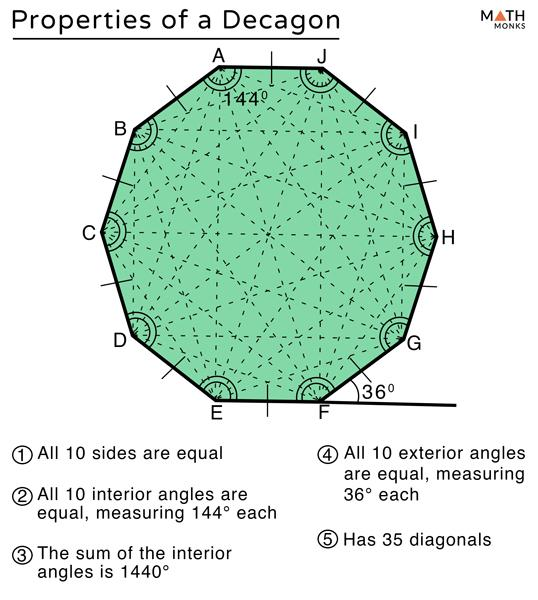 Properties of a Decagon
MATH
MONKS
A
J
144⁰
B
I
C
H
D
G
E
F
36⁰
① All 10 sides are equal
② All 10 interior angles are
equal, measuring 144° each
③ The sum of the interior
angles is 1440°
④ All 10 exterior angles
are equal, measuring
36° each
⑤ Has 35 diagonals